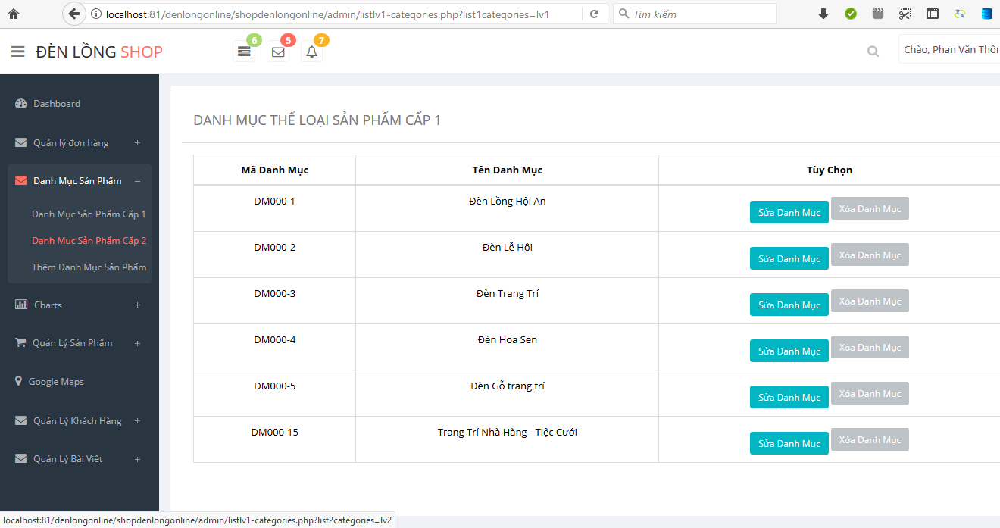 localhost:81/denlongonline/shopdenlongonline/admin/listlv1-categories.php?list1categories=lv1
Tìm kiếm
ĐÈN LỒNG SHOP
6
5
7
Chào, Phan Văn Thôn
Dashboard
Quản lý đơn hàng +
Danh Mục Sản Phẩm –
Danh Mục Sản Phẩm Cấp 1
Danh Mục Sản Phẩm Cấp 2
Thêm Danh Mục Sản Phẩm
Charts +
Quản Lý Sản Phẩm +
Google Maps
Quản Lý Khách Hàng +
Quản Lý Bài Viết +
DANH MỤC THỂ LOẠI SẢN PHẨM CẤP 1
Mã Danh Mục Tên Danh Mục Tùy Chọn
DM000-1 Đèn Lồng Hội An Sửa Danh Mục Xóa Danh Mục
DM000-2 Đèn Lễ Hội Sửa Danh Mục Xóa Danh Mục
DM000-3 Đèn Trang Trí Sửa Danh Mục Xóa Danh Mục
DM000-4 Đèn Hoa Sen Sửa Danh Mục Xóa Danh Mục
DM000-5 Đèn Gỗ trang trí Sửa Danh Mục Xóa Danh Mục
DM000-15 Trang Trí Nhà Hàng - Tiệc Cưới Sửa Danh Mục Xóa Danh Mục
localhost:81/denlongonline/shopdenlongonline/admin/listlv1-categories.php?list2categories=lv2